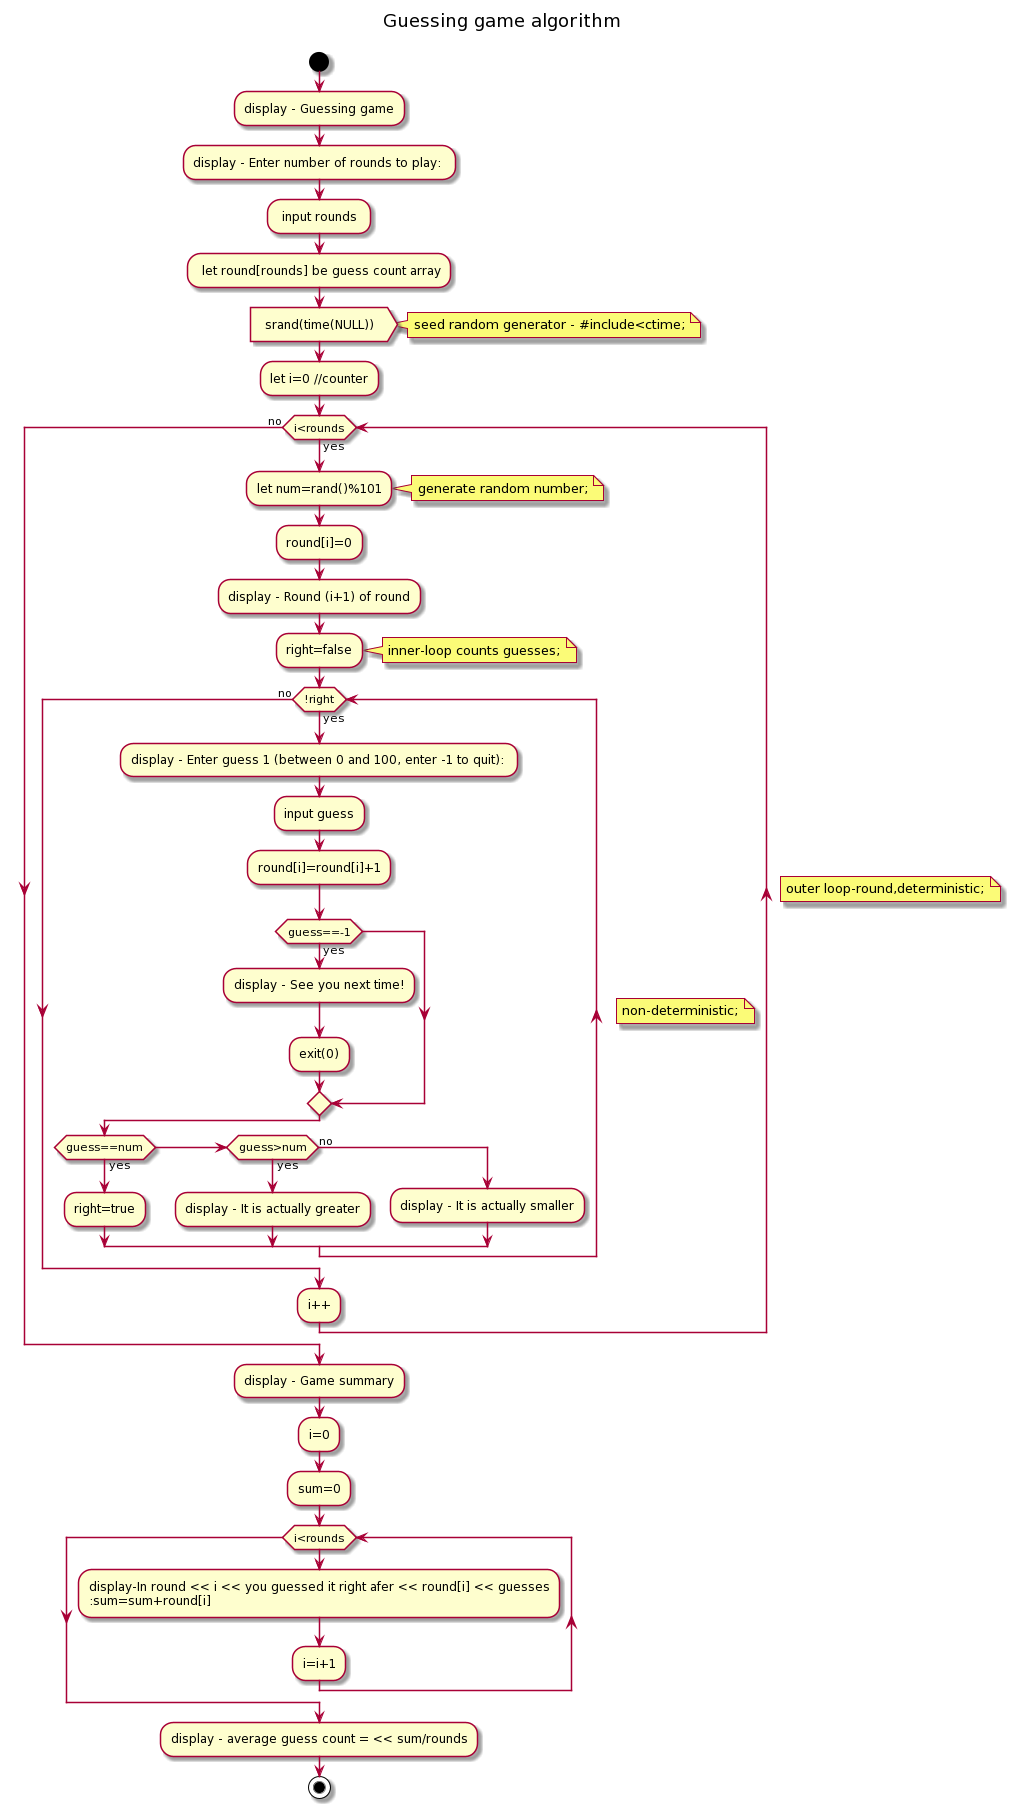 Guessing game algorithm
display - Guessing game
display - Enter number of rounds to play:
input rounds
let round[rounds] be guess count array
srand(time(NULL))
seed random generator - #include<ctime;
let i=0 //counter
no
i<rounds
yes
let num=rand()%101
generate random number;
round[i]=0
display - Round (i+1) of round
right=false
inner-loop counts guesses;
no
!right
yes
display - Enter guess 1 (between 0 and 100, enter -1 to quit):
input guess
round[i]=round[i]+1
outer loop-round,deterministic;
guess==-1
yes
display - See you next time!
non-deterministic;
exit(0)
guess==num
yes
guess>num
yes
no
right=true
display - It is actually greater
display - It is actually smaller
i++
display - Game summary
i=0
sum=0
i<rounds
display-In round << i << you guessed it right afer << round[i] << guesses
:sum=sum+round[i]
i=i+1
display - average guess count = << sum/rounds